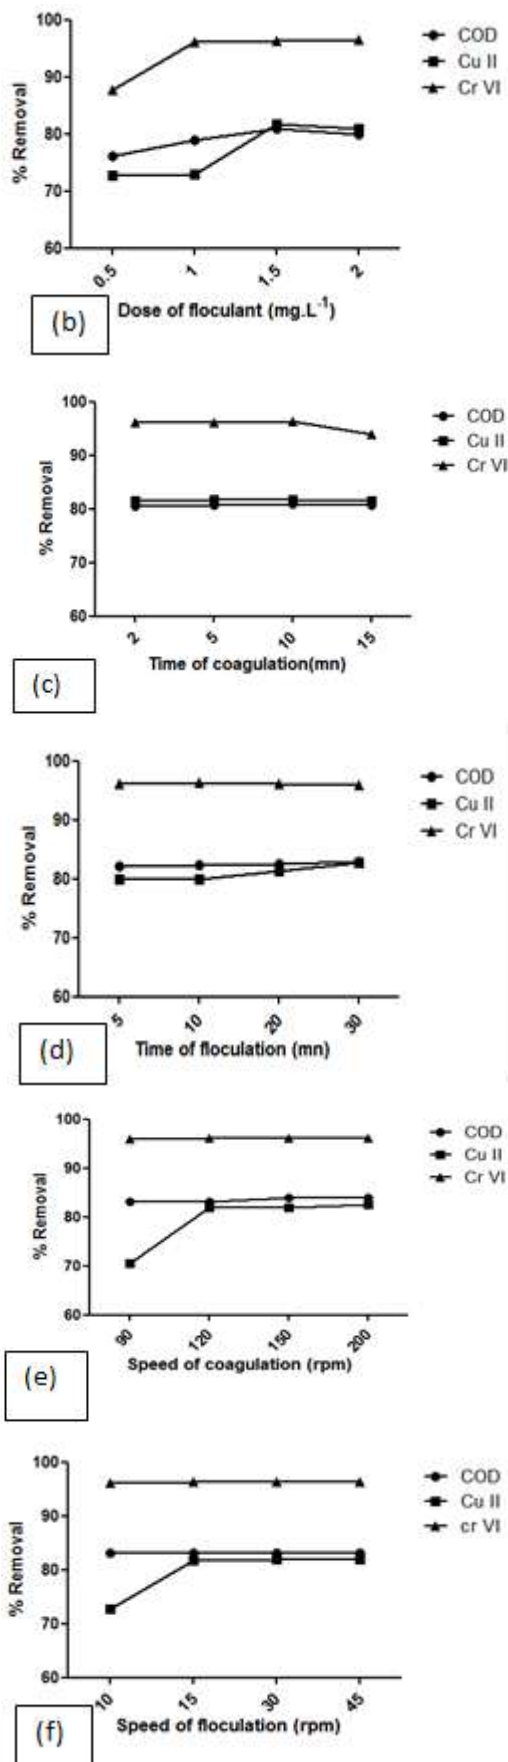 100
90
80
70
60
% Removal
COD
Cu II
Cr VI
0.5 1 1.5 2
Dose of floculant (mg.L-1)
(b)
100
90
80
70
60
% Removal
COD
Cu II
Cr VI
2 5 10 15
Time of coagulation(mn)
(c)
100
90
80
70
60
% Removal
COD
Cu II
Cr VI
5 10 20 30
Time of floculation (mn)
(d)
100
90
80
70
60
% Removal
COD
Cu II
Cr VI
90 120 150 200
Speed of coagulation (rpm)
(e)
100
90
80
70
60
% Removal
COD
Cu II
cr VI
10 15 30 45
Speed of floculation (rpm)
(f)